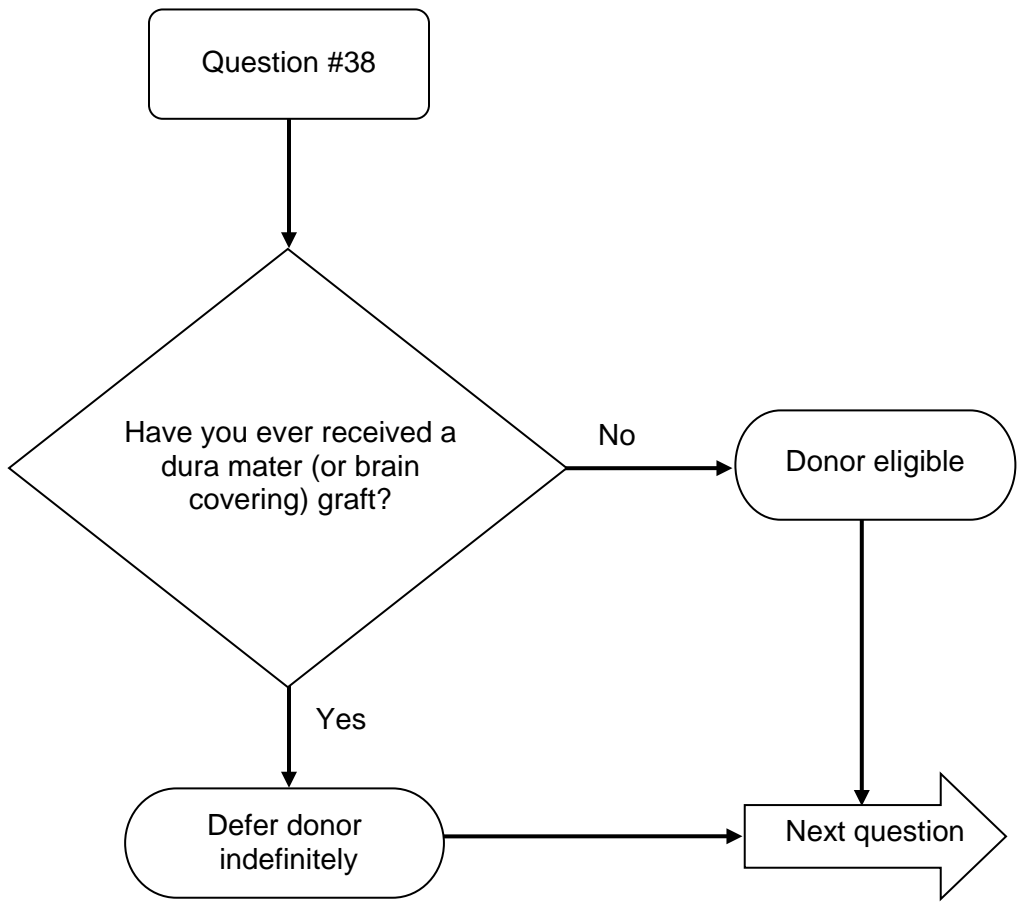 Question #38
Have you ever received a
dura mater (or brain
covering) graft?
No
Donor eligible
Yes
Defer donor
indefinitely
Next question